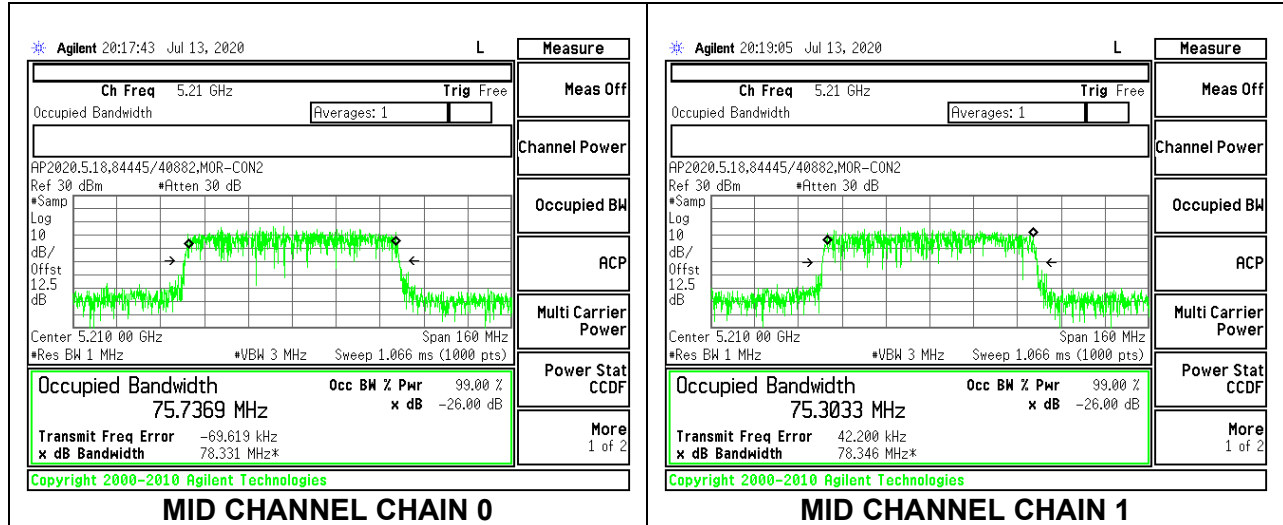 Agilent 20:17:43 Jul 13, 2020 L Measure
Ch Freq 5.21 GHz Trig Free
Occupied Bandwidth Averages: 1
AP2020.5.18,84445/40882,MOR-CON2
Ref 30 dBm #Atten 30 dB
#Samp
Log
10
dB/
Offst
12.5
dB
Center 5.210 00 GHz Span 160 MHz
#Res BW 1 MHz #VBW 3 MHz Sweep 1.066 ms (1000 pts)
Occupied Bandwidth Occ BW % Pwr 99.00 %
75.7369 MHz x dB -26.00 dB
Transmit Freq Error -69.619 kHz
x dB Bandwidth 78.331 MHz*
Meas Off
Channel Power
Occupied BW
ACP
Multi Carrier
Power
Power Stat
CCDF
More
1 of 2
Copyright 2000-2010 Agilent Technologies
MID CHANNEL CHAIN 0
Agilent 20:19:05 Jul 13, 2020 L Measure
Ch Freq 5.21 GHz Trig Free
Occupied Bandwidth Averages: 1
AP2020.5.18,84445/40882,MOR-CON2
Ref 30 dBm #Atten 30 dB
#Samp
Log
10
dB/
Offst
12.5
dB
Center 5.210 00 GHz Span 160 MHz
#Res BW 1 MHz #VBW 3 MHz Sweep 1.066 ms (1000 pts)
Occupied Bandwidth Occ BW % Pwr 99.00 %
75.3033 MHz x dB -26.00 dB
Transmit Freq Error 42.200 kHz
x dB Bandwidth 78.346 MHz*
Meas Off
Channel Power
Occupied BW
ACP
Multi Carrier
Power
Power Stat
CCDF
More
1 of 2
Copyright 2000-2010 Agilent Technologies
MID CHANNEL CHAIN 1